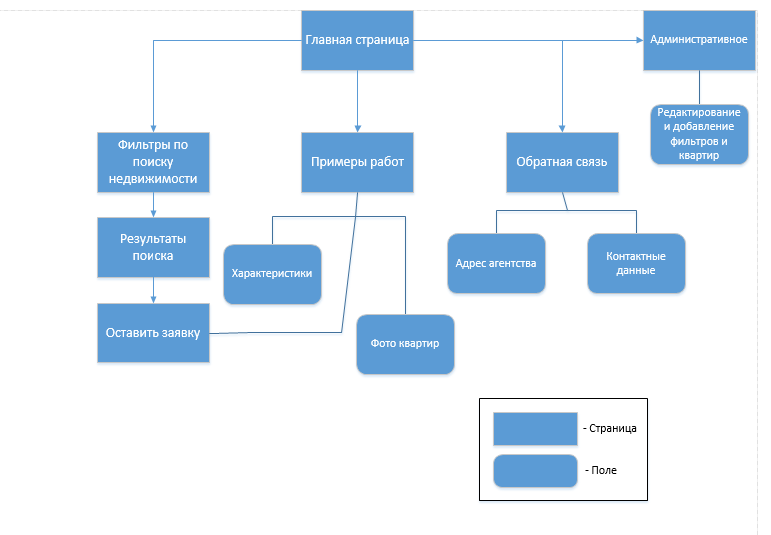 Главная страница
Административное
Редактирование
и добавление
фильтров и
квартир
Фильтры по
поиску
недвижимости
Примеры работ
Обратная связь
Результаты
поиска
Характеристики
Адрес агентства
Контактные
данные
Оставить заявку
Фото квартир
- Страница
- Поле